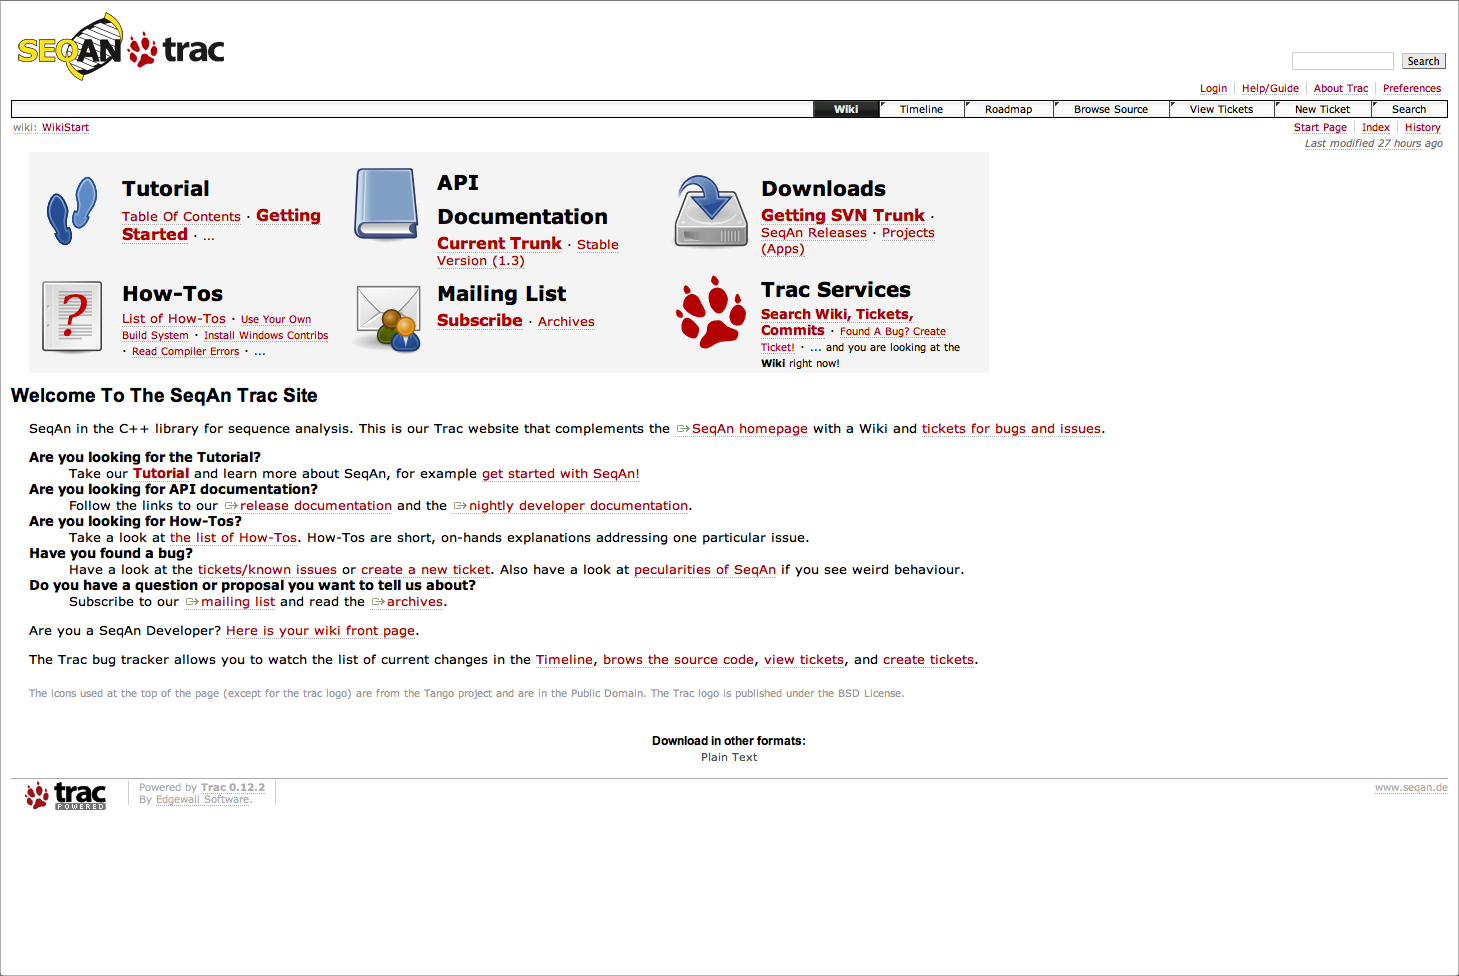 SEQAN trac
Search
Login Help/Guide About Trac Preferences
Wiki Timeline Roadmap Browse Source View Tickets New Ticket Search
wiki: WikiStart
Start Page Index History
Last modified 27 hours ago
Tutorial
Table Of Contents · Getting
Started · ...
API
Documentation
Current Trunk · Stable
Version (1.3)
Downloads
Getting SVN Trunk ·
SeqAn Releases · Projects
(Apps)
?
How-Tos
List of How-Tos · Use Your Own
Build System · Install Windows Contribs
· Read Compiler Errors · ...
Mailing List
Subscribe · Archives
Trac Services
Search Wiki, Tickets,
Commits · Found A Bug? Create
Ticket! · ... and you are looking at the
Wiki right now!
Welcome To The SeqAn Trac Site
SeqAn in the C++ library for sequence analysis. This is our Trac website that complements the SeqAn homepage with a Wiki and tickets for bugs and issues.
Are you looking for the Tutorial?
Take our Tutorial and learn more about SeqAn, for example get started with SeqAn!
Are you looking for API documentation?
Follow the links to our release documentation and the nightly developer documentation.
Are you looking for How-Tos?
Take a look at the list of How-Tos. How-Tos are short, on-hands explanations addressing one particular issue.
Have you found a bug?
Have a look at the tickets/known issues or create a new ticket. Also have a look at pecularities of SeqAn if you see weird behaviour.
Do you have a question or proposal you want to tell us about?
Subscribe to our mailing list and read the archives.
Are you a SeqAn Developer? Here is your wiki front page.
The Trac bug tracker allows you to watch the list of current changes in the Timeline, brows the source code, view tickets, and create tickets.
The icons used at the top of the page (except for the trac logo) are from the Tango project and are in the Public Domain. The Trac logo is published under the BSD License.
Download in other formats:
Plain Text
trac POWERED
Powered by Trac 0.12.2
By Edgewall Software.
www.seqan.de